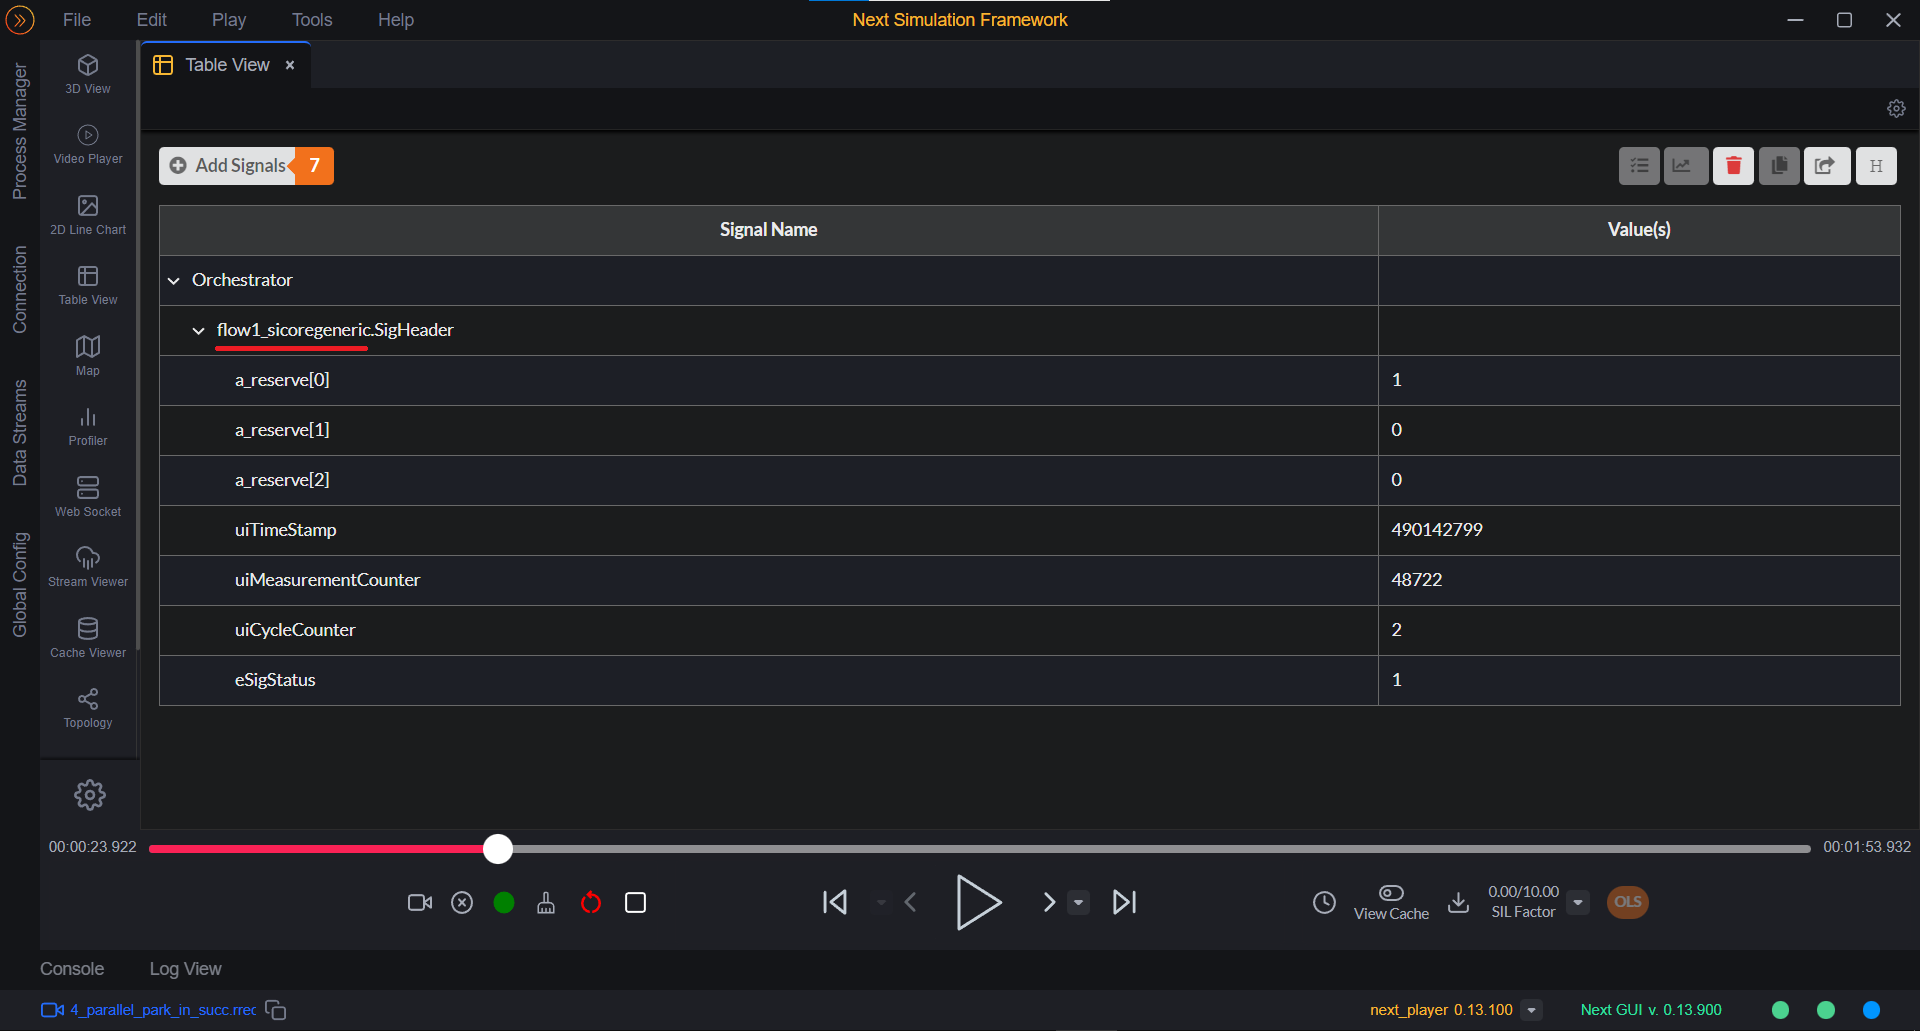 File Edit Play Tools Help Next Simulation Framework
Process Manager
Connection
Data Streams
Global Config
3D View
Video Player
2D Line Chart
Table View
Map
Profiler
Web Socket
Stream Viewer
Cache Viewer
Topology
Table View
Add Signals 7
H
Signal Name Value(s)
Orchestrator
flow1_sicoregeneric.SigHeader
a_reserve[0] 1
a_reserve[1] 0
a_reserve[2] 0
uiTimeStamp 490142799
uiMeasurementCounter 48722
uiCycleCounter 2
eSigStatus 1
00:00:23.922 00:01:53.932
View Cache
0.00/10.00
SIL Factor
OLS
Console Log View
4_parallel_park_in_succ.rrec next_player 0.13.100 Next GUI v. 0.13.900